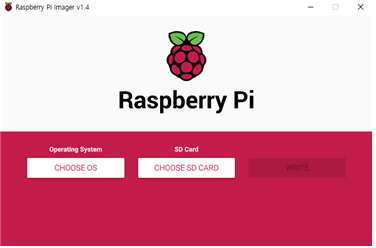 Raspberry Pi Imager v1.4
Raspberry Pi
Operating System
SD Card
CHOOSE OS
CHOOSE SD CARD
WRITE